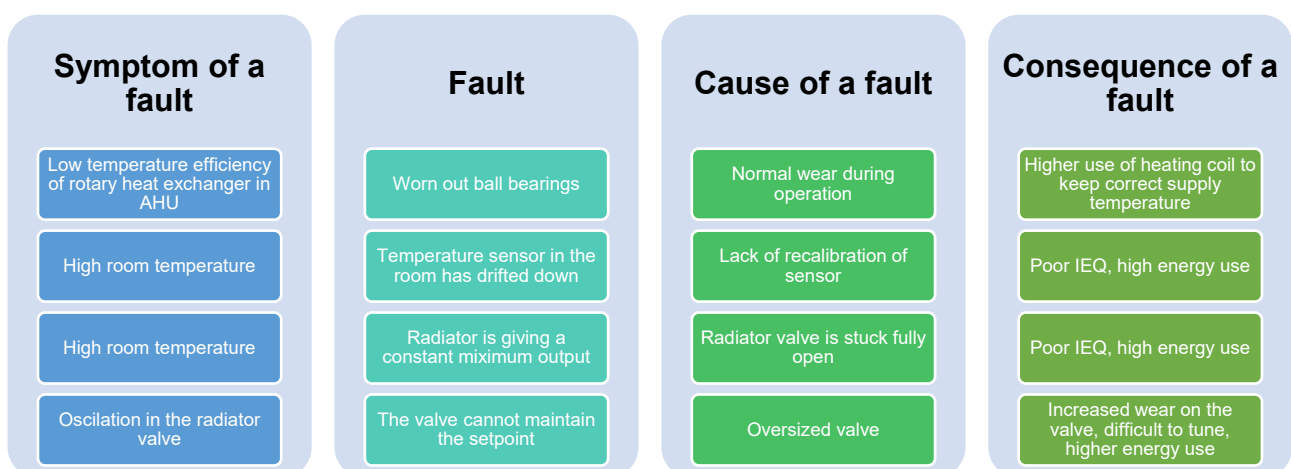 Symptom of a
fault
Low temperature efficiency
of rotary heat exchanger in
AHU
High room temperature
High room temperature
Oscilation in the radiator
valve
Fault
Worn out ball bearings
Temperature sensor in the
room has drifted down
Radiator is giving a
constant miximum output
The valve cannot maintain
the setpoint
Cause of a fault
Normal wear during
operation
Lack of recalibration of
sensor
Radiator valve is stuck fully
open
Oversized valve
Consequence of a
fault
Higher use of heating coil to
keep correct supply
temperature
Poor IEQ, high energy use
Poor IEQ, high energy use
Increased wear on the
valve, difficult to tune,
higher energy use